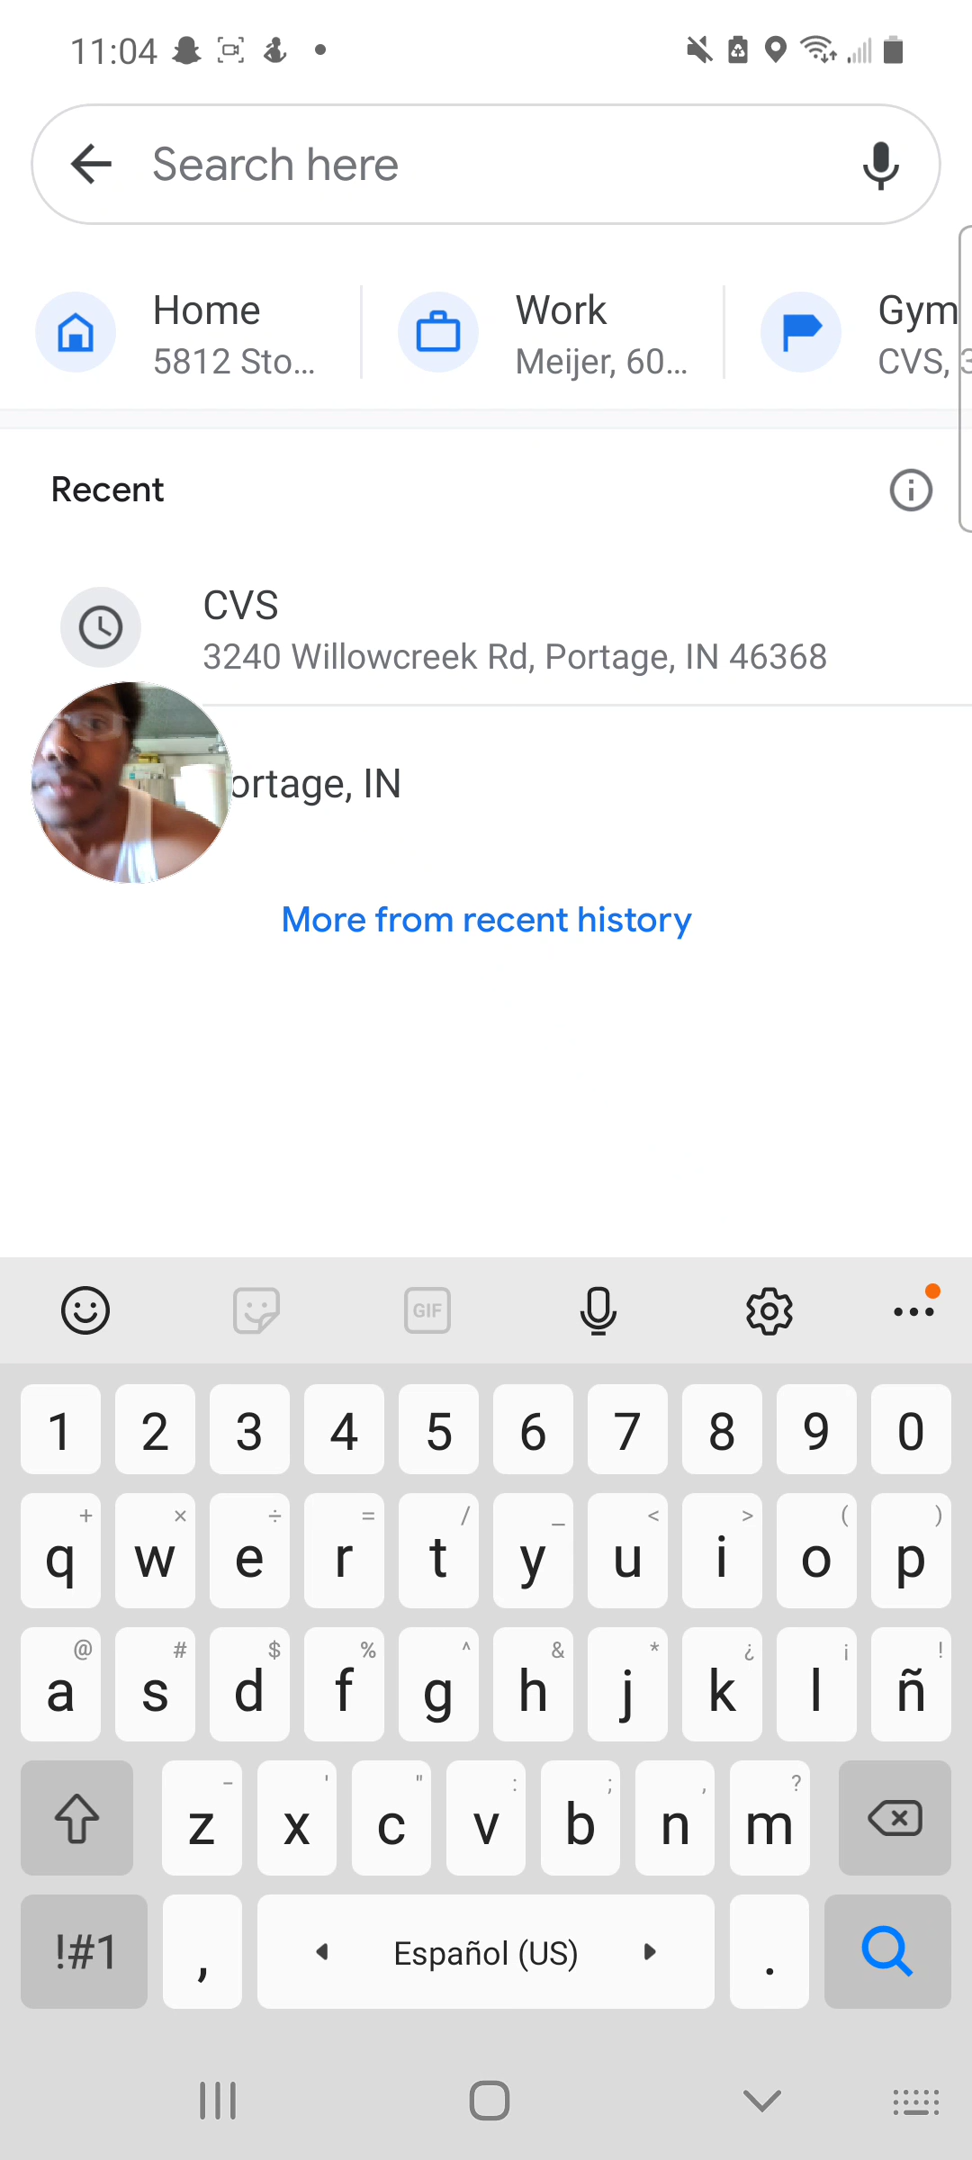 11:04
Search here
Home
5812 Sto...
Work
Meijer, 60...
Gym
CVS, 3
Recent
CVS
3240 Willowcreek Rd, Portage, IN 46368
ortage, IN
More from recent history
GIF
1 2 3 4 5 6 7 8 9 0
+ × ÷ = / _ < > ( )
q w e r t y u i o p
@ # $ % ^ & * ¿ ¡ !
a s d f g h j k l ñ
- ' " : ; , ?
z x c v b n m
!#1 , Español (US) .